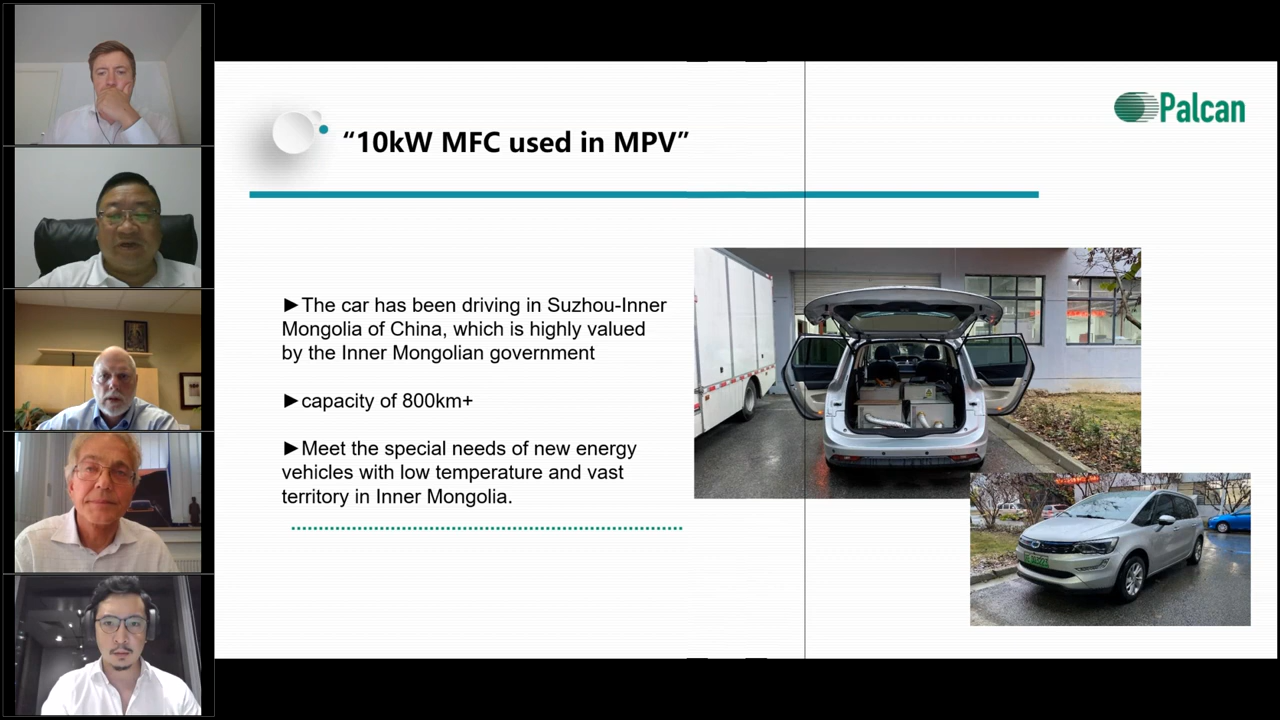 Palcan
“10kW MFC used in MPV”
►The car has been driving in Suzhou-Inner
Mongolia of China, which is highly valued
by the Inner Mongolian government
►capacity of 800km+
►Meet the special needs of new energy
vehicles with low temperature and vast
territory in Inner Mongolia.